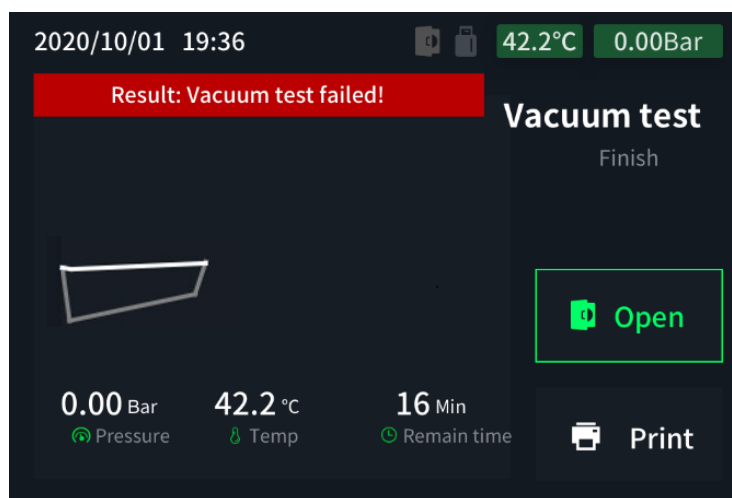 2020/10/01 19:36 42.2°C 0.00Bar
Result: Vacuum test failed!
Vacuum test
Finish
Open
0.00 Bar 42.2 °C 16 Min
Pressure Temp Remain time
Print